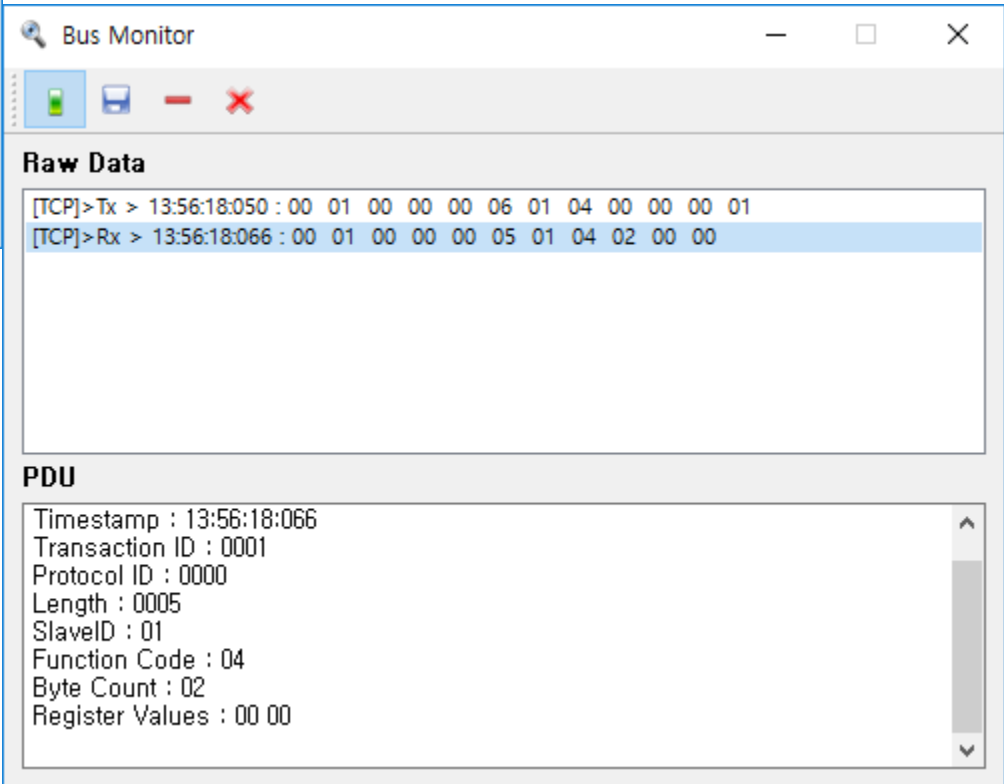 Bus Monitor
Raw Data
[TCP]>Tx > 13:56:18:050 : 00 01 00 00 00 06 01 04 00 00 00 01
[TCP]>Rx > 13:56:18:066 : 00 01 00 00 00 05 01 04 02 00 00
PDU
Timestamp : 13:56:18:066
Transaction ID : 0001
Protocol ID : 0000
Length : 0005
SlaveID : 01
Function Code : 04
Byte Count : 02
Register Values : 00 00